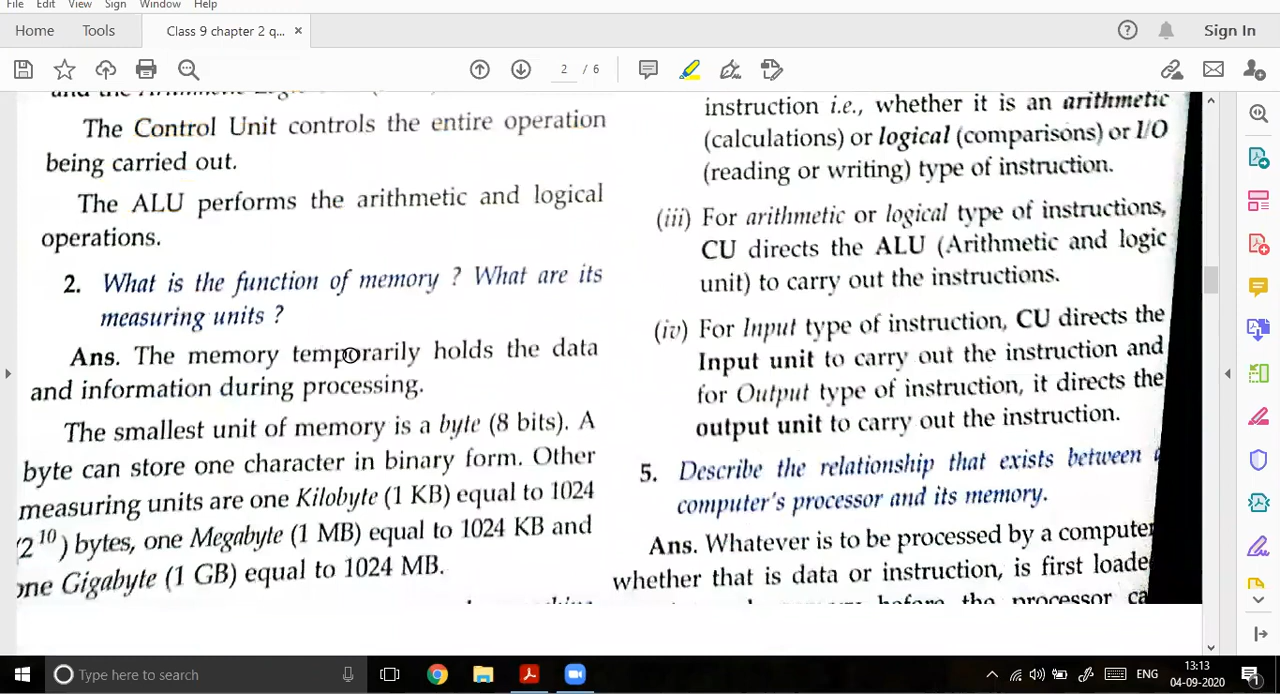 File Edit View Sign Window Help
Home Tools Class 9 chapter 2 q... × Sign In
2 / 6
The Control Unit controls the entire operation
being carried out.
The ALU performs the arithmetic and logical
operations.
2. What is the function of memory ? What are its
measuring units ?
Ans. The memory temporarily holds the data
and information during processing.
The smallest unit of memory is a byte (8 bits). A
byte can store one character in binary form. Other
measuring units are one Kilobyte (1 KB) equal to 1024
(2¹⁰) bytes, one Megabyte (1 MB) equal to 1024 KB and
one Gigabyte (1 GB) equal to 1024 MB.
instruction i.e., whether it is an arithmetic
(calculations) or logical (comparisons) or I/O
(reading or writing) type of instruction.
(iii) For arithmetic or logical type of instructions,
CU directs the ALU (Arithmetic and logic
unit) to carry out the instructions.
(iv) For Input type of instruction, CU directs the
Input unit to carry out the instruction and
for Output type of instruction, it directs the
output unit to carry out the instruction.
5. Describe the relationship that exists between
computer's processor and its memory.
Ans. Whatever is to be processed by a computer
whether that is data or instruction, is first loade
before the processor ca
Type here to search
ENG
13:13
04-09-2020
1